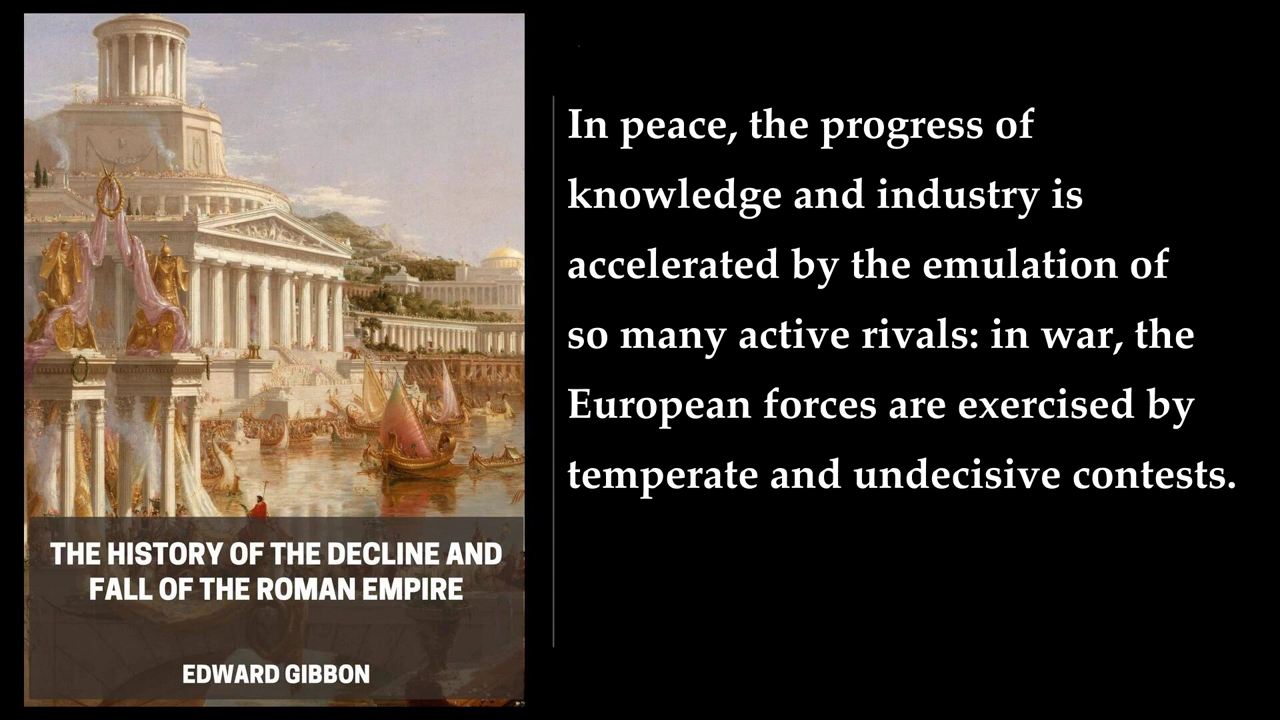 THE HISTORY OF THE DECLINE AND
FALL OF THE ROMAN EMPIRE
EDWARD GIBBON
In peace, the progress of
knowledge and industry is
accelerated by the emulation of
so many active rivals: in war, the
European forces are exercised by
temperate and undecisive contests.